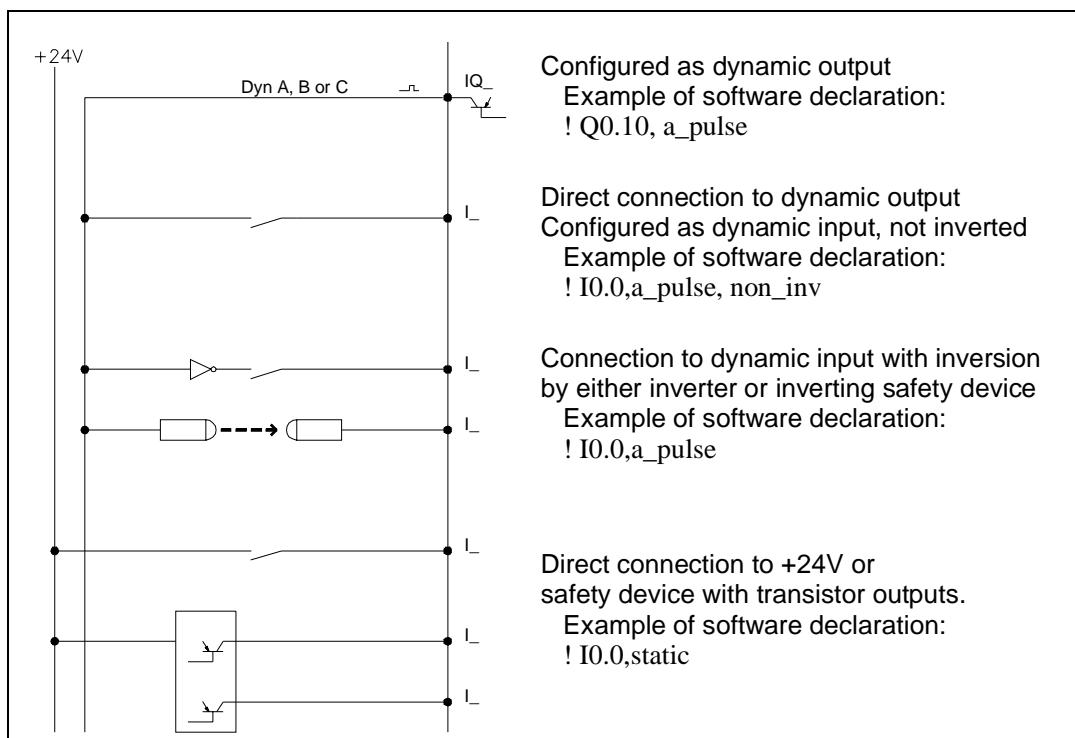 +24V
Dyn A, B or C
IQ_
Configured as dynamic output
Example of software declaration:
! Q0.10, a_pulse
I_
Direct connection to dynamic output
Configured as dynamic input, not inverted
Example of software declaration:
! I0.0,a_pulse, non_inv
I_
Connection to dynamic input with inversion
by either inverter or inverting safety device
I_
Example of software declaration:
! I0.0,a_pulse
I_
Direct connection to +24V or
safety device with transistor outputs.
I_
Example of software declaration:
! I0.0,static
I_